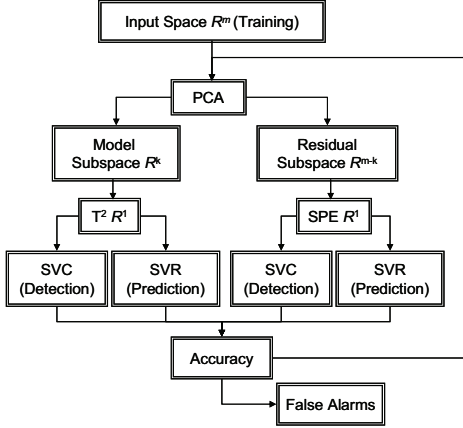 Input Space Rᵐ (Training)
PCA
Model
Subspace Rᵏ
Residual
Subspace Rᵐ⁻ᵏ
T² R¹
SPE R¹
SVC
(Detection)
SVR
(Prediction)
SVC
(Detection)
SVR
(Prediction)
Accuracy
False Alarms